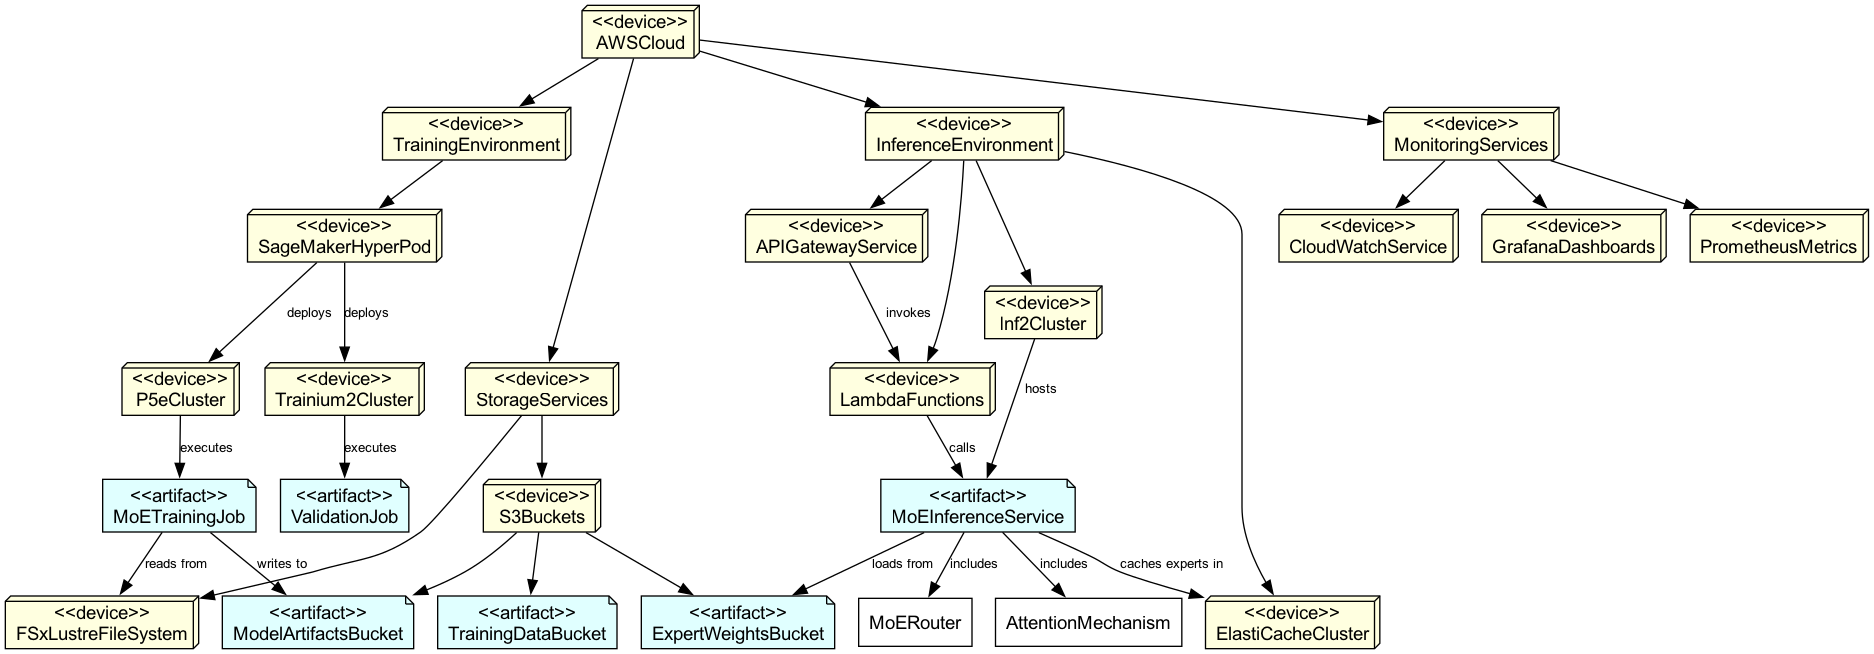 <<device>>
AWSCloud
<<device>>
TrainingEnvironment
<<device>>
InferenceEnvironment
<<device>>
MonitoringServices
<<device>>
SageMakerHyperPod
<<device>>
APIGatewayService
<<device>>
CloudWatchService
<<device>>
GrafanaDashboards
<<device>>
PrometheusMetrics
deploys
deploys
invokes
<<device>>
Inf2Cluster
<<device>>
P5eCluster
<<device>>
Trainium2Cluster
<<device>>
StorageServices
<<device>>
LambdaFunctions
hosts
executes
executes
calls
<<artifact>>
MoETrainingJob
<<artifact>>
ValidationJob
<<device>>
S3Buckets
<<artifact>>
MoEInferenceService
reads from
writes to
loads from
includes
includes
caches experts in
<<device>>
FSxLustreFileSystem
<<artifact>>
ModelArtifactsBucket
<<artifact>>
TrainingDataBucket
<<artifact>>
ExpertWeightsBucket
MoERouter
AttentionMechanism
<<device>>
ElastiCacheCluster